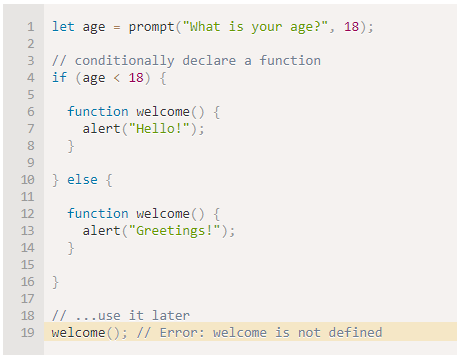 1 let age = prompt("What is your age?", 18);
2
3 // conditionally declare a function
4 if (age < 18) {
5
6   function welcome() {
7     alert("Hello!");
8   }
9
10 } else {
11
12   function welcome() {
13     alert("Greetings!");
14   }
15
16 }
17
18 // ...use it later
19 welcome(); // Error: welcome is not defined